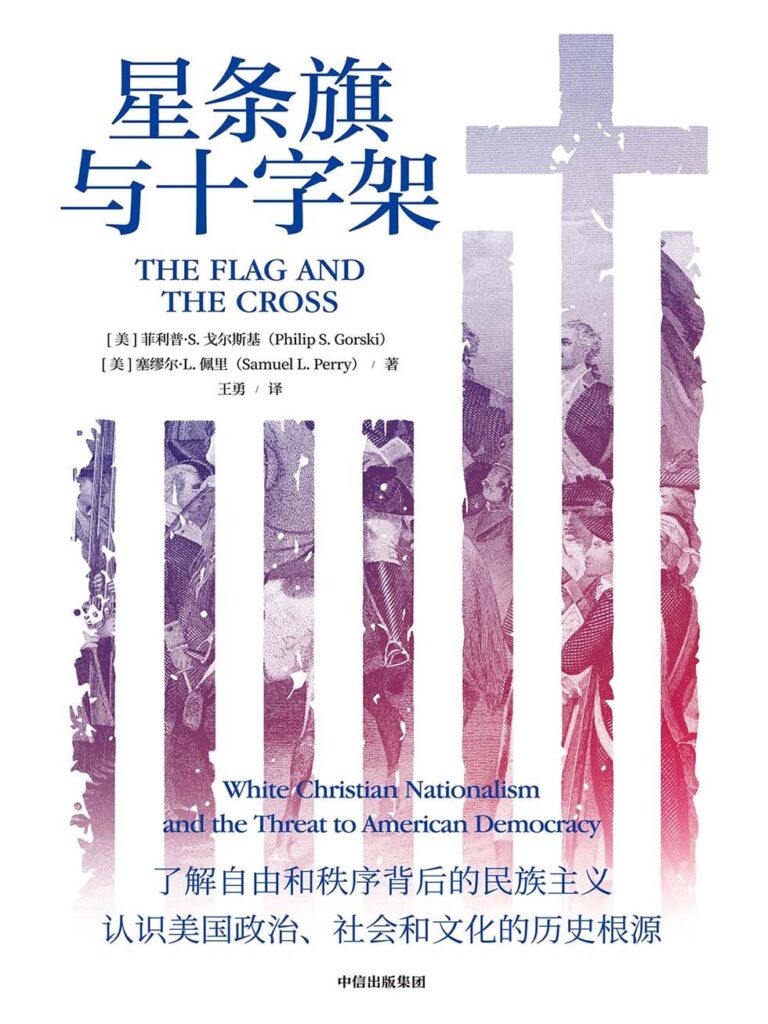 星条旗
与十字架
THE FLAG AND
THE CROSS
[ 美 ] 菲利普·S. 戈尔斯基（Philip S. Gorski）
[ 美 ] 塞缪尔·L. 佩里（Samuel L. Perry） / 著
王勇 / 译
White Christian Nationalism
and the Threat to American Democracy
了解自由和秩序背后的民族主义
认识美国政治、社会和文化的历史根源
中信出版集团